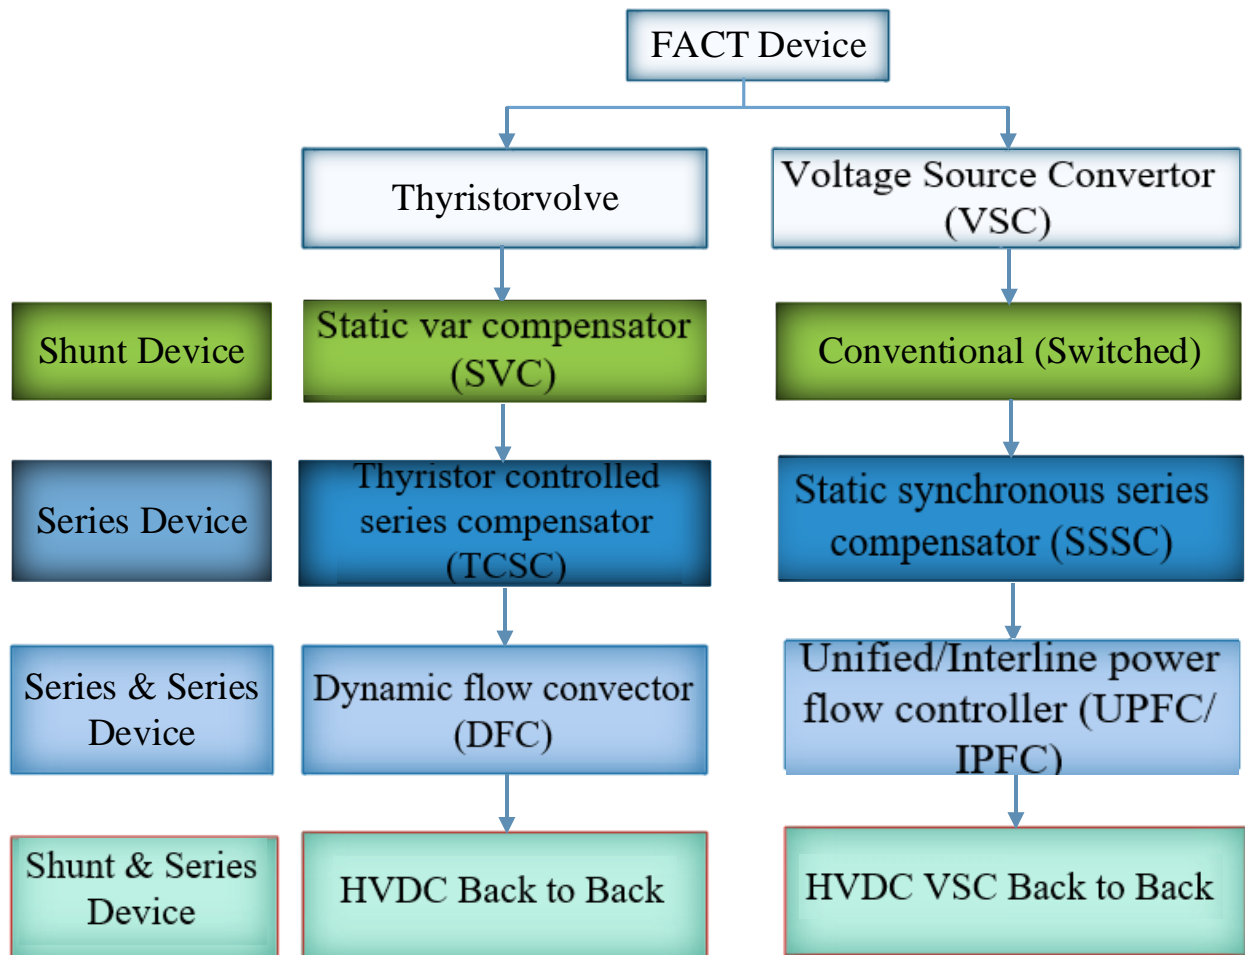 FACT Device
Thyristorvolve
Voltage Source Convertor
(VSC)
Shunt Device
Static var compensator
(SVC)
Conventional (Switched)
Series Device
Thyristor controlled
series compensator
(TCSC)
Static synchronous series
compensator (SSSC)
Series & Series
Device
Dynamic flow convector
(DFC)
Unified/Interline power
flow controller (UPFC/
IPFC)
Shunt & Series
Device
HVDC Back to Back
HVDC VSC Back to Back